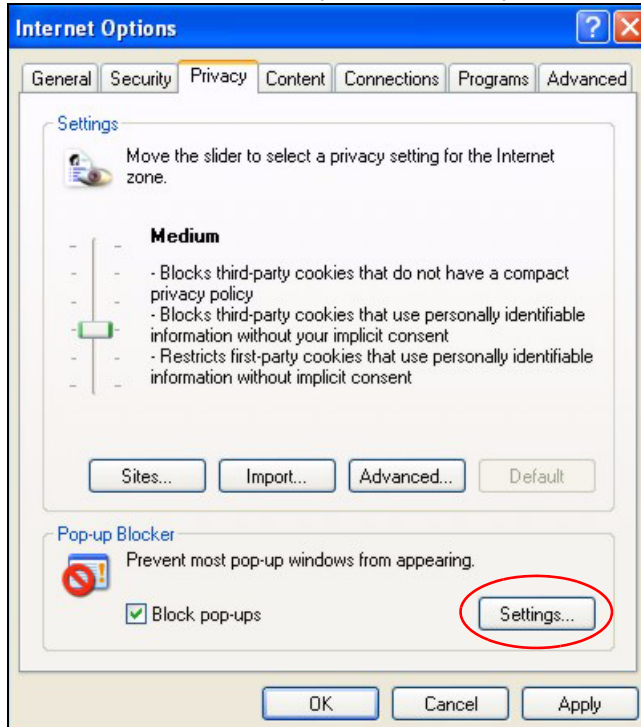 Internet Options
General Security Privacy Content Connections Programs Advanced
Settings
Move the slider to select a privacy setting for the Internet
zone.
Medium
- Blocks third-party cookies that do not have a compact
privacy policy
- Blocks third-party cookies that use personally identifiable
information without your implicit consent
- Restricts first-party cookies that use personally identifiable
information without implicit consent
Sites... Import... Advanced... Default
Pop-up Blocker
Prevent most pop-up windows from appearing.
Block pop-ups Settings...
OK Cancel Apply